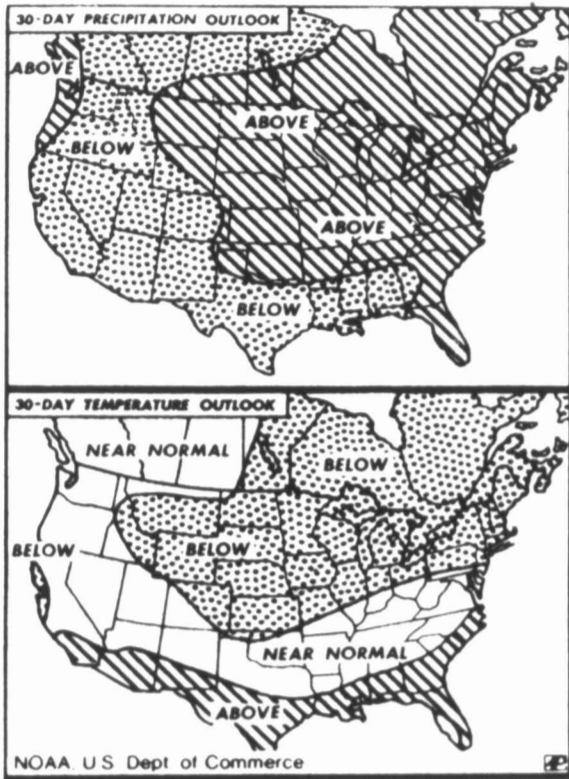 30-DAY PRECIPITATION OUTLOOK
ABOVE
ABOVE
BELOW
ABOVE
BELOW
30-DAY TEMPERATURE OUTLOOK
NEAR NORMAL
BELOW
BELOW
BELOW
NEAR NORMAL
ABOVE
NOAA. U.S. Dept of Commerce